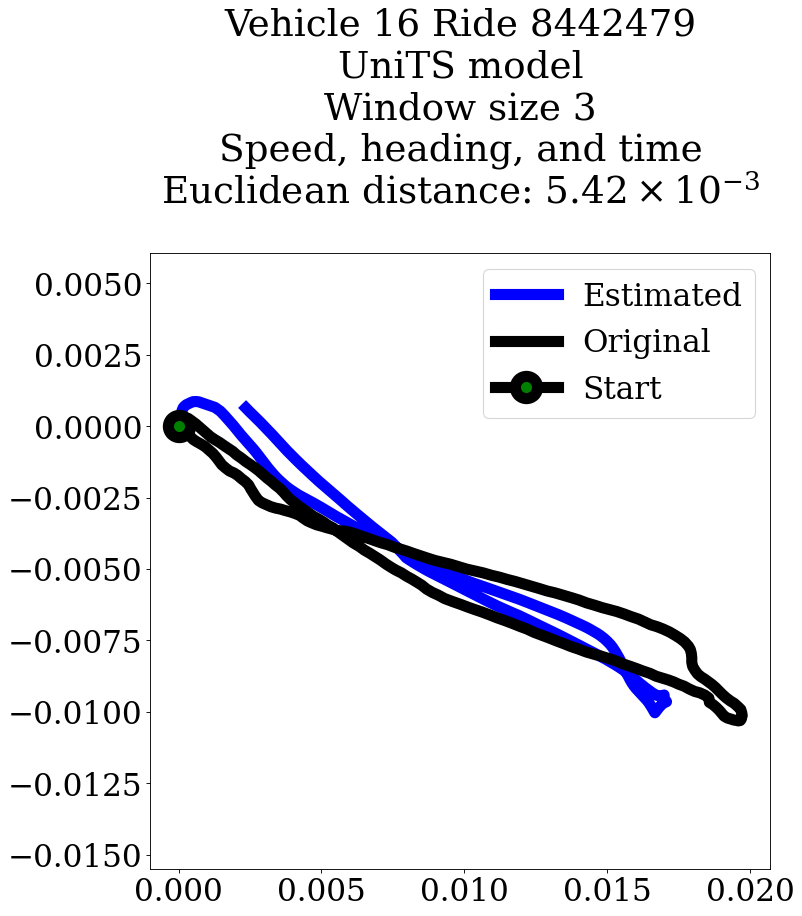 Vehicle 16 Ride 8442479
UniTS model
Window size 3
Speed, heading, and time
Euclidean distance: 5.42 × 10⁻³
Estimated
Original
Start
0.0050
0.0025
0.0000
−0.0025
−0.0050
−0.0075
−0.0100
−0.0125
−0.0150
0.000 0.005 0.010 0.015 0.020